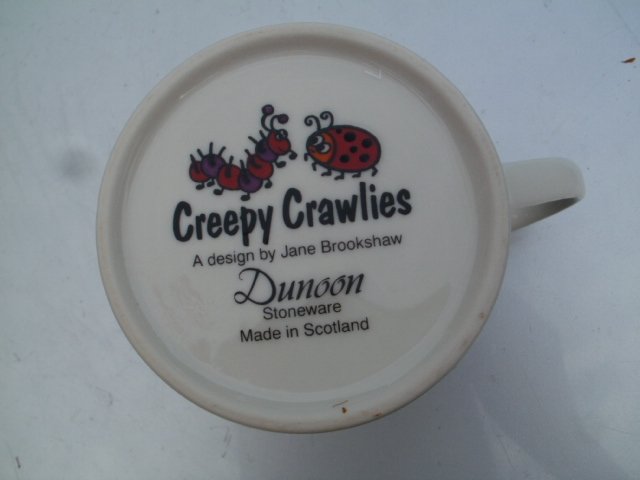 Creepy Crawlies
A design by Jane Brookshaw
Dunoon
Stoneware
Made in Scotland